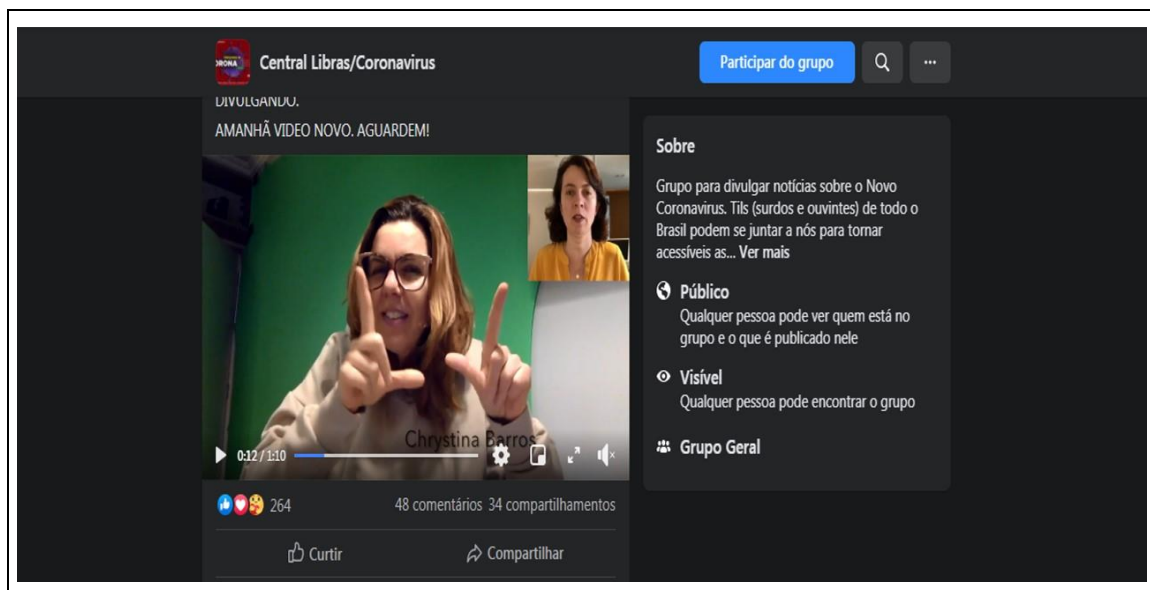 Central Libras/Coronavirus
Participar do grupo
DIVULGANDO.
AMANHÃ VIDEO NOVO. AGUARDEM!
Chrystina Barros
0:12 / 1:10
264
48 comentários 34 compartilhamentos
Curtir
Compartilhar
Sobre
Grupo para divulgar notícias sobre o Novo
Coronavirus. Tils (surdos e ouvintes) de todo o
Brasil podem se juntar a nós para tornar
acessíveis as... Ver mais
Público
Qualquer pessoa pode ver quem está no
grupo e o que é publicado nele
Visível
Qualquer pessoa pode encontrar o grupo
Grupo Geral